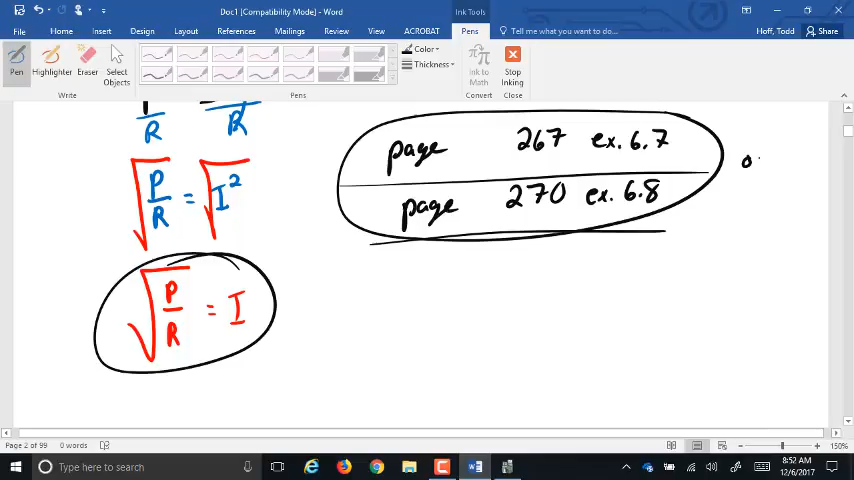 Doc1 [Compatibility Mode] - Word
Ink Tools
Hoff, Todd
Share
File Home Insert Design Layout References Mailings Review View ACROBAT Pens Tell me what you want to do...
Pen Highlighter Eraser Select Objects
Write
Pens
Color
Thickness
Ink to Math
Convert
Stop Inking
Close
R R
√P/R = √I²
√P/R = I
page 267 ex. 6.7
page 270 ex. 6.8
Page 2 of 99 0 words
150%
Type here to search
8:52 AM
12/6/2017